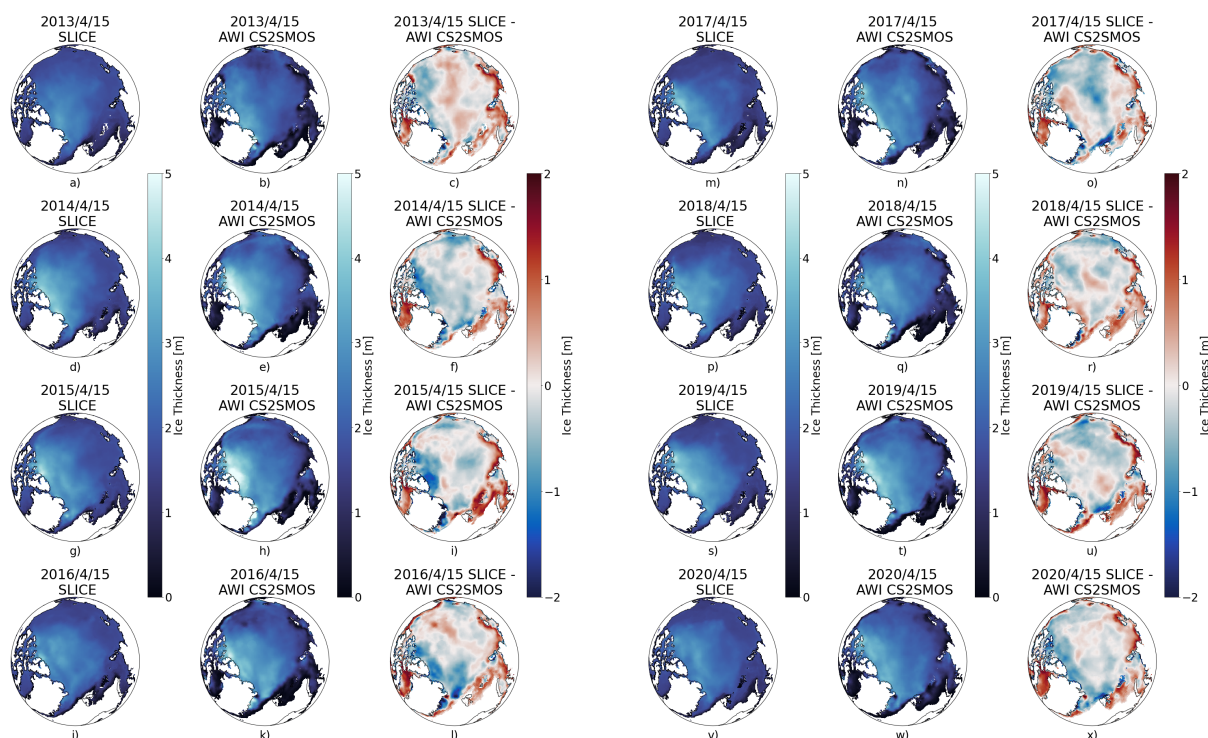 2013/4/15
SLICE
2013/4/15
AWI CS2SMOS
2013/4/15 SLICE -
AWI CS2SMOS
2017/4/15
SLICE
2017/4/15
AWI CS2SMOS
2017/4/15 SLICE -
AWI CS2SMOS
a)
b)
c)
m)
n)
o)
2014/4/15
SLICE
2014/4/15
AWI CS2SMOS
2014/4/15 SLICE -
AWI CS2SMOS
2018/4/15
SLICE
2018/4/15
AWI CS2SMOS
2018/4/15 SLICE -
AWI CS2SMOS
d)
e)
f)
p)
q)
r)
2015/4/15
SLICE
2015/4/15
AWI CS2SMOS
2015/4/15 SLICE -
AWI CS2SMOS
2019/4/15
SLICE
2019/4/15
AWI CS2SMOS
2019/4/15 SLICE -
AWI CS2SMOS
g)
h)
i)
s)
t)
u)
2016/4/15
SLICE
2016/4/15
AWI CS2SMOS
2016/4/15 SLICE -
AWI CS2SMOS
2020/4/15
SLICE
2020/4/15
AWI CS2SMOS
2020/4/15 SLICE -
AWI CS2SMOS
j)
k)
l)
v)
w)
x)
5
4
3
2
1
0
Ice Thickness [m]
5
4
3
2
1
0
Ice Thickness [m]
2
1
0
−1
−2
Ice Thickness [m]
5
4
3
2
1
0
Ice Thickness [m]
5
4
3
2
1
0
Ice Thickness [m]
2
1
0
−1
−2
Ice Thickness [m]